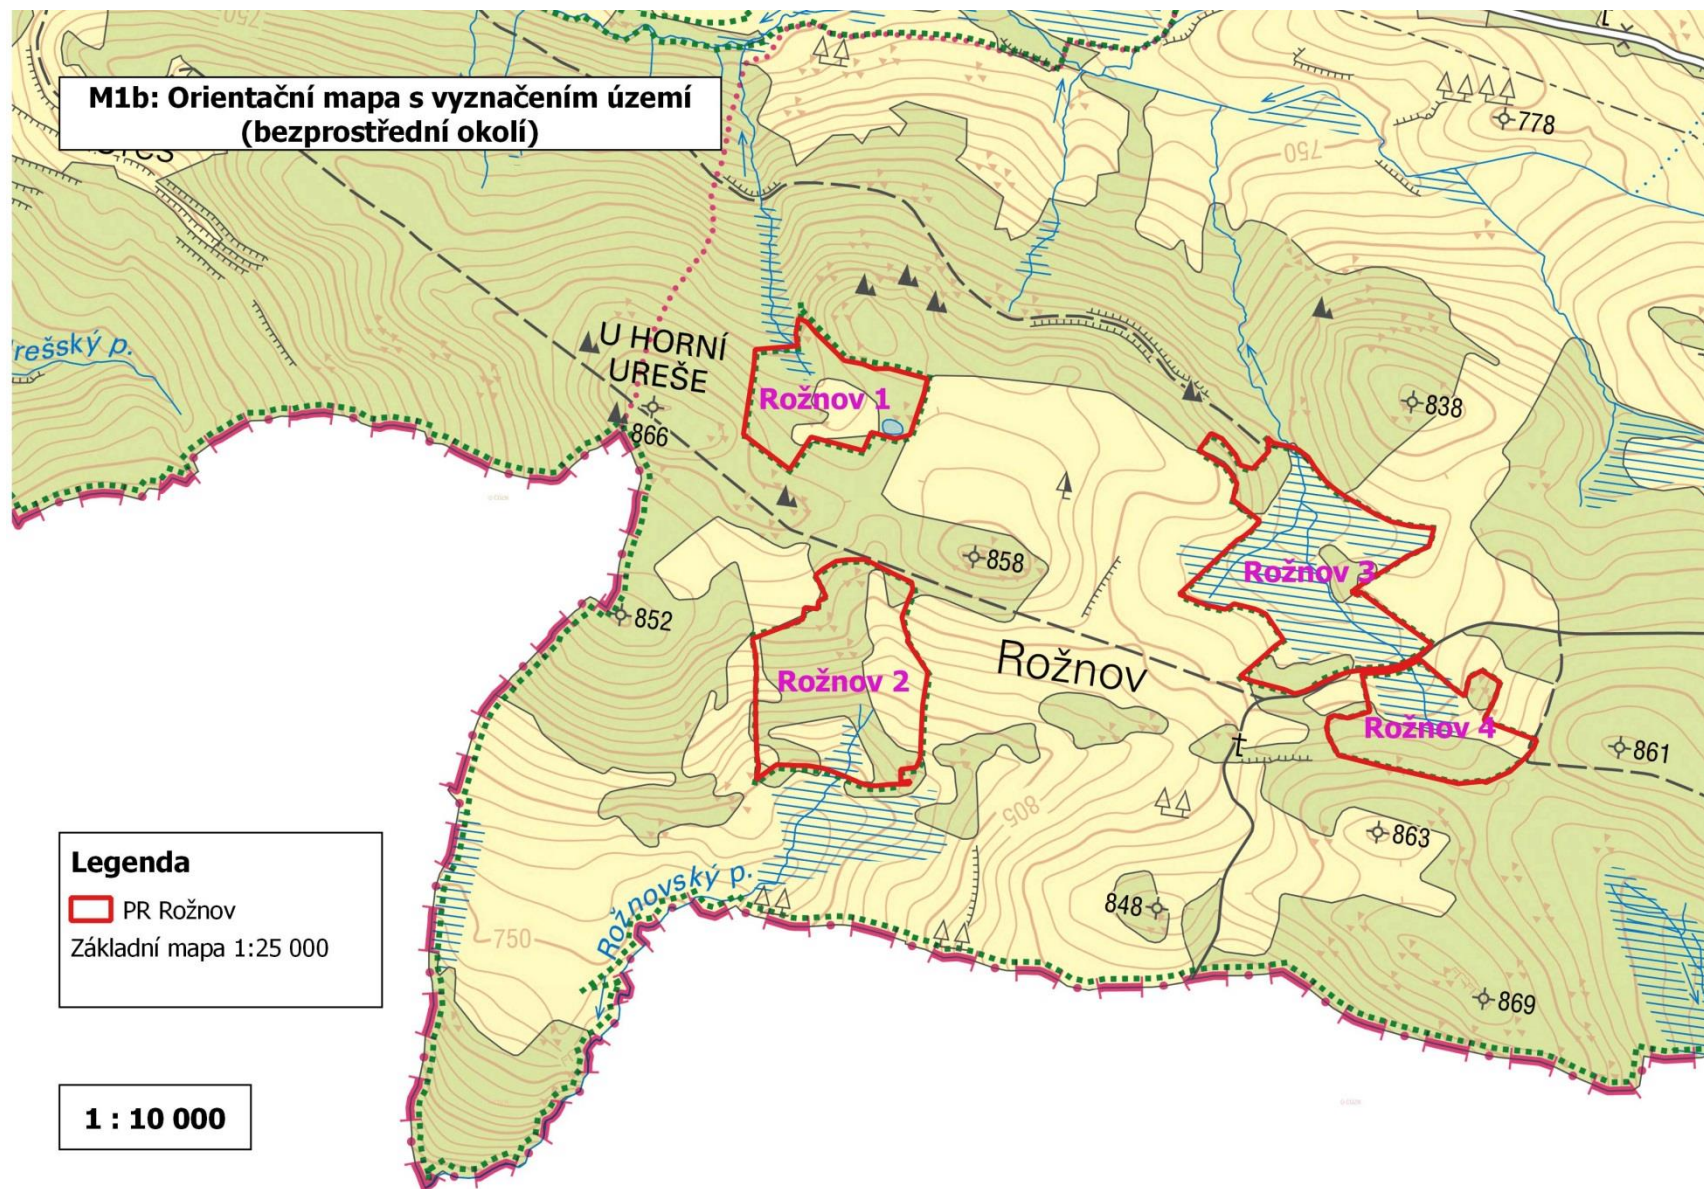 750
M1b: Orientační mapa s vyznačením území
(bezprostřední okolí)
778
750
U HORNÍ
UREŠE
Rožnov 1
838
866
858
Rožnov 3
852
Rožnov
Rožnov 2
Rožnov 4
861
805
863
848
Rožnovský p.
750
869
Legenda
PR Rožnov
Základní mapa 1:25 000
1 : 10 000